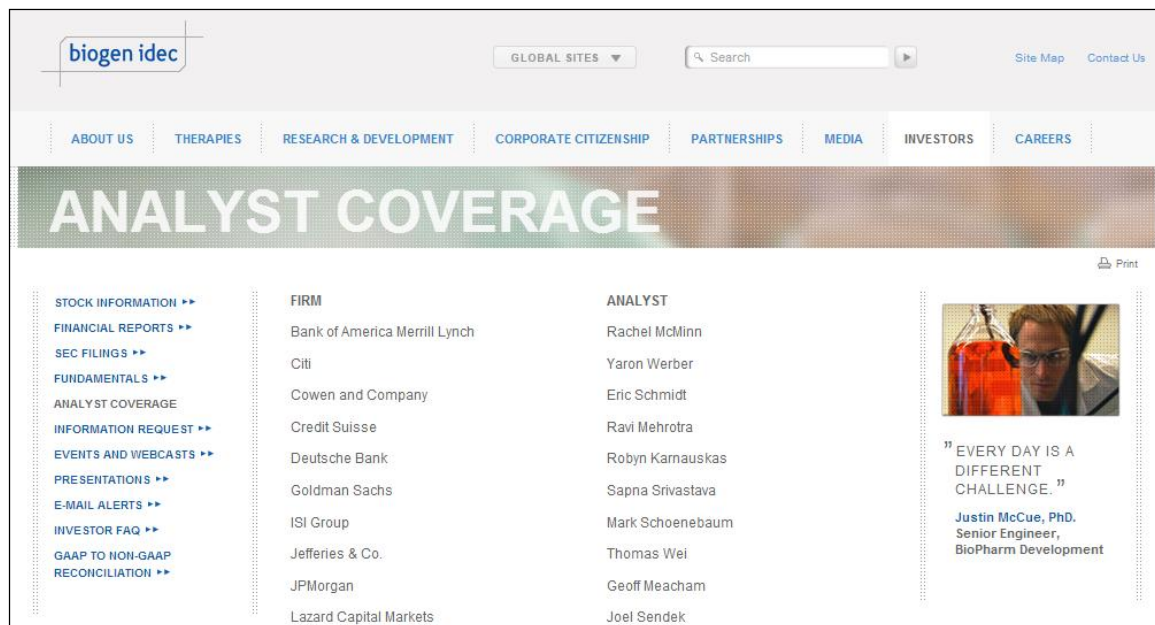 biogen idec
GLOBAL SITES ▼
Search
Site Map Contact Us
ABOUT US THERAPIES RESEARCH & DEVELOPMENT CORPORATE CITIZENSHIP PARTNERSHIPS MEDIA INVESTORS CAREERS
ANALYST COVERAGE
Print
STOCK INFORMATION
FINANCIAL REPORTS
SEC FILINGS
FUNDAMENTALS
ANALYST COVERAGE
INFORMATION REQUEST
EVENTS AND WEBCASTS
PRESENTATIONS
E-MAIL ALERTS
INVESTOR FAQ
GAAP TO NON-GAAP
RECONCILIATION
FIRM ANALYST
Bank of America Merrill Lynch Rachel McMinn
Citi Yaron Werber
Cowen and Company Eric Schmidt
Credit Suisse Ravi Mehrotra
Deutsche Bank Robyn Karnauskas
Goldman Sachs Sapna Srivastava
ISI Group Mark Schoenebaum
Jefferies & Co. Thomas Wei
JPMorgan Geoff Meacham
Lazard Capital Markets Joel Sendek
" EVERY DAY IS A
DIFFERENT
CHALLENGE. "
Justin McCue, PhD.
Senior Engineer,
BioPharm Development